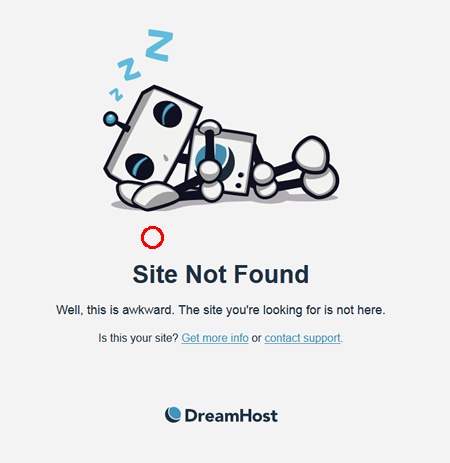 z z z
Site Not Found
Well, this is awkward. The site you're looking for is not here.
Is this your site? Get more info or contact support.
DreamHost